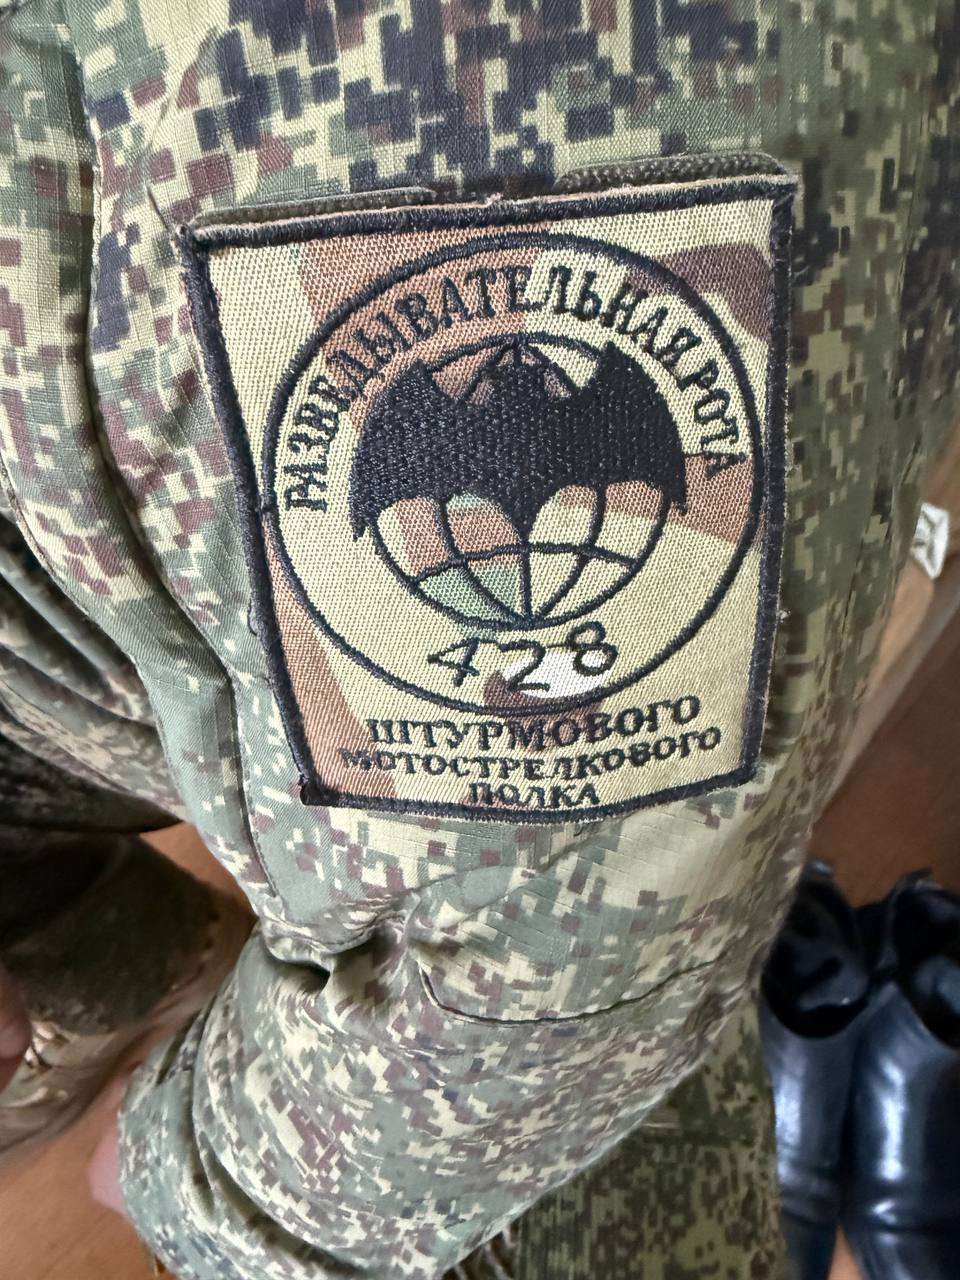 РАЗВЕДЫВАТЕЛЬНАЯ РОТА
428
ШТУРМОВОГО
МОТОСТРЕЛКОВОГО
ПОЛКА